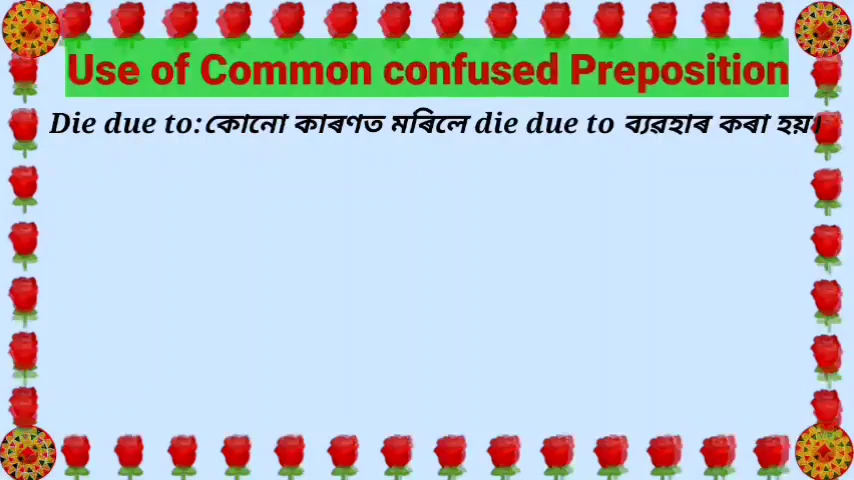 Use of Common confused Preposition
Die due to:কোনো কাৰণত মৰিলে die due to ব্যৱহাৰ কৰা হয়।